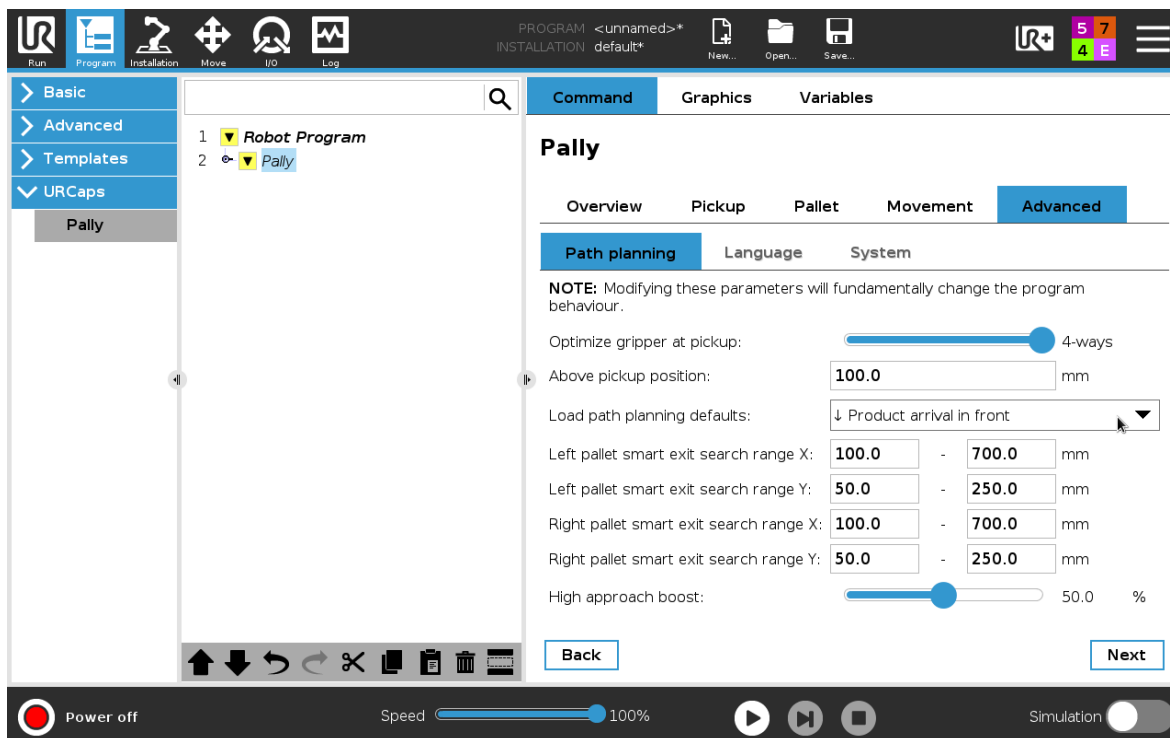 PROGRAM <unnamed>*
INSTALLATION default*
UR
UR+
5 7
4 E
Run Program Installation Move I/O Log New... Open... Save...
Basic
Advanced
Templates
URCaps
Pally
1 Robot Program
2 Pally
Command Graphics Variables
Pally
Overview Pickup Pallet Movement Advanced
Path planning Language System
NOTE: Modifying these parameters will fundamentally change the program
behaviour.
Optimize gripper at pickup: 4-ways
Above pickup position: 100.0 mm
Load path planning defaults: ↓ Product arrival in front
Left pallet smart exit search range X: 100.0 - 700.0 mm
Left pallet smart exit search range Y: 50.0 - 250.0 mm
Right pallet smart exit search range X: 100.0 - 700.0 mm
Right pallet smart exit search range Y: 50.0 - 250.0 mm
High approach boost: 50.0 %
Back Next
Power off Speed 100% Simulation